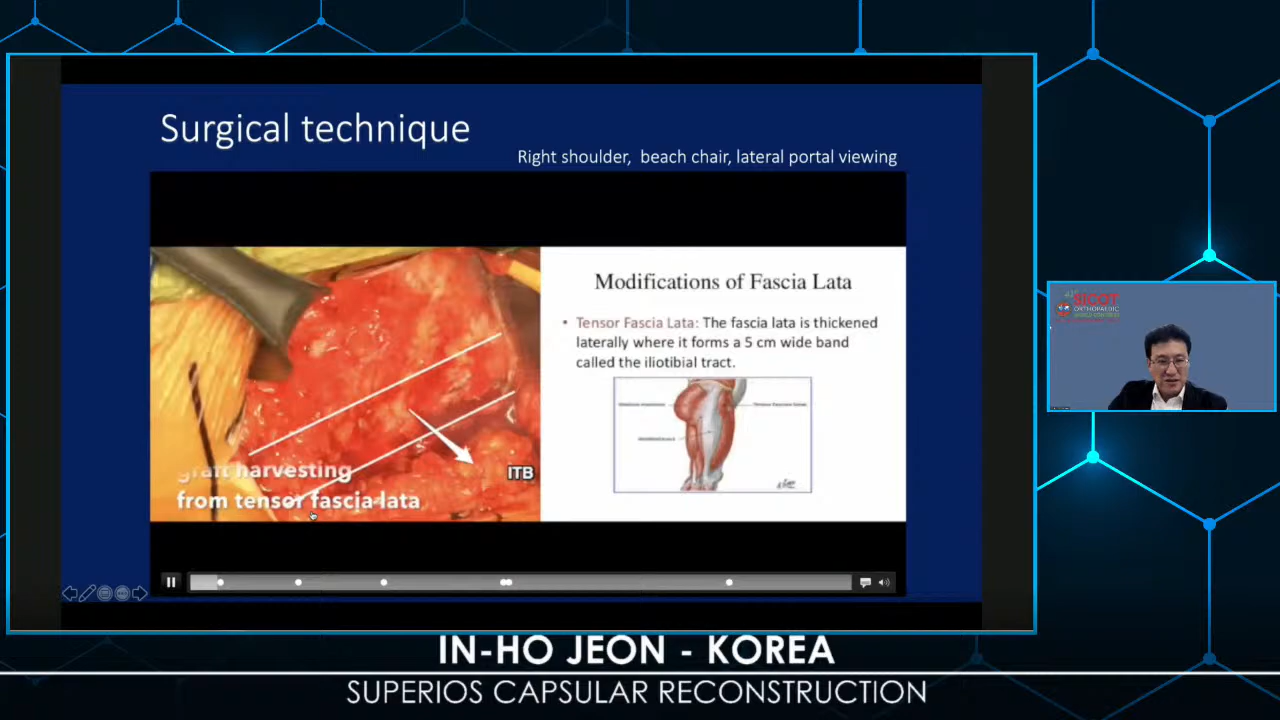 Surgical technique
Right shoulder, beach chair, lateral portal viewing
graft harvesting
from tensor fascia lata
ITB
Modifications of Fascia Lata
• Tensor Fascia Lata: The fascia lata is thickened
laterally where it forms a 5 cm wide band
called the iliotibial tract.
SICOT
ORTHOPAEDIC
IN-HO JEON - KOREA
SUPERIOS CAPSULAR RECONSTRUCTION